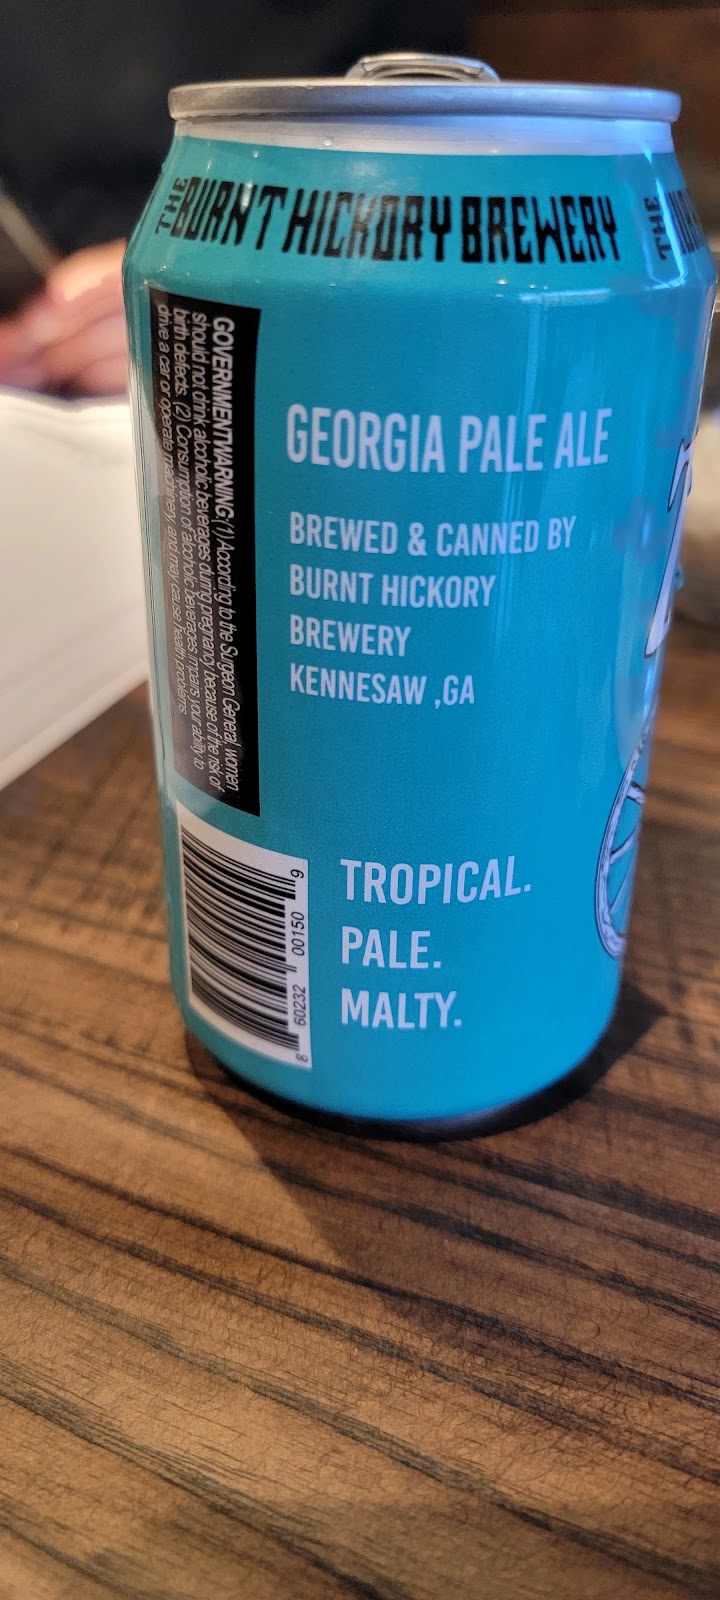 THE BURNT HICKORY BREWERY
THE
GEORGIA PALE ALE
BREWED & CANNED BY
BURNT HICKORY
BREWERY
KENNESAW ,GA
TROPICAL.
PALE.
MALTY.
GOVERNMENT WARNING (1) According to the Surgeon General, women
should not drink alcoholic beverages during pregnancy because of the risk of
birth defects. (2) Consumption of alcoholic beverages impairs your ability to
drive a car or operate machinery, and may cause health problems.
8 60232 00150 9